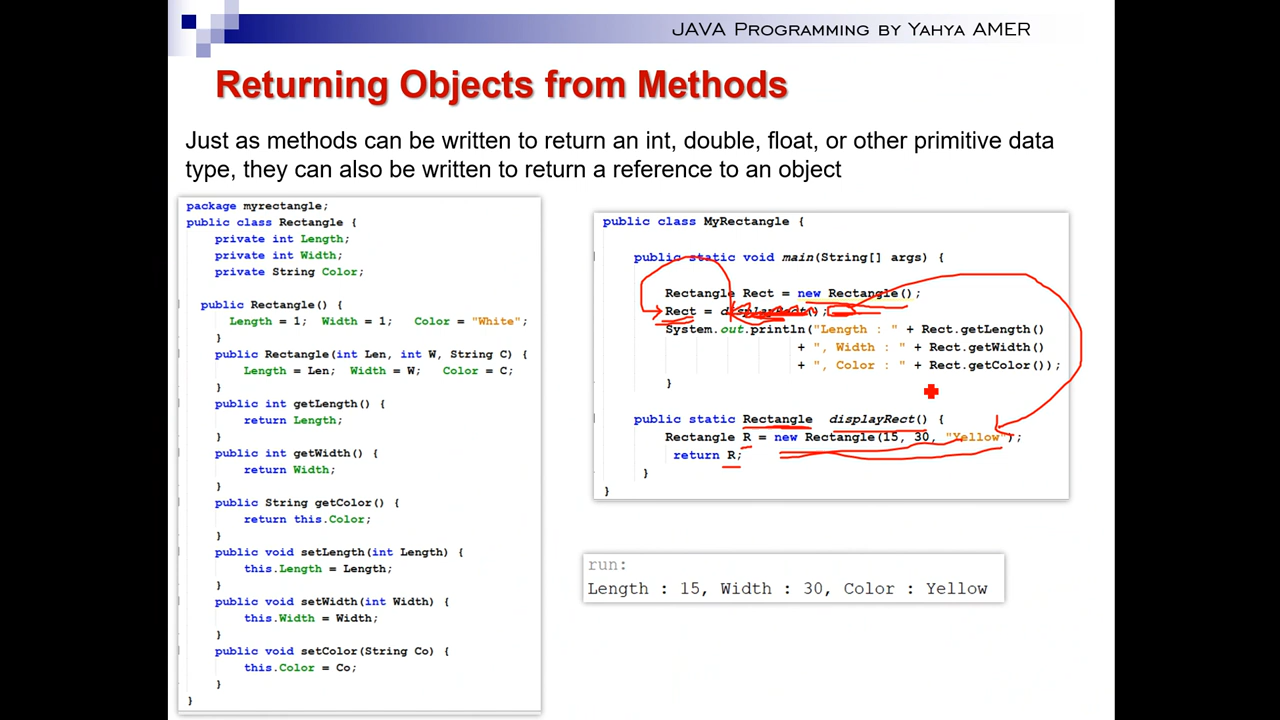 JAVA Programming by Yahya AMER
Returning Objects from Methods
Just as methods can be written to return an int, double, float, or other primitive data
type, they can also be written to return a reference to an object
package myrectangle;
public class Rectangle {
private int Length;
private int Width;
private String Color;
public Rectangle() {
Length = 1; Width = 1; Color = "White";
}
public Rectangle(int Len, int W, String C) {
Length = Len; Width = W; Color = C;
}
public int getLength() {
return Length;
}
public int getWidth() {
return Width;
}
public String getColor() {
return this.Color;
}
public void setLength(int Length) {
this.Length = Length;
}
public void setWidth(int Width) {
this.Width = Width;
}
public void setColor(String Co) {
this.Color = Co;
}
}
public class MyRectangle {
public static void main(String[] args) {
Rectangle Rect = new Rectangle();
Rect = displayRect();
System.out.println("Length : " + Rect.getLength()
+ ", Width : " + Rect.getWidth()
+ ", Color : " + Rect.getColor());
}
public static Rectangle displayRect() {
Rectangle R = new Rectangle(15, 30, "Yellow");
return R;
}
}
run:
Length : 15, Width : 30, Color : Yellow